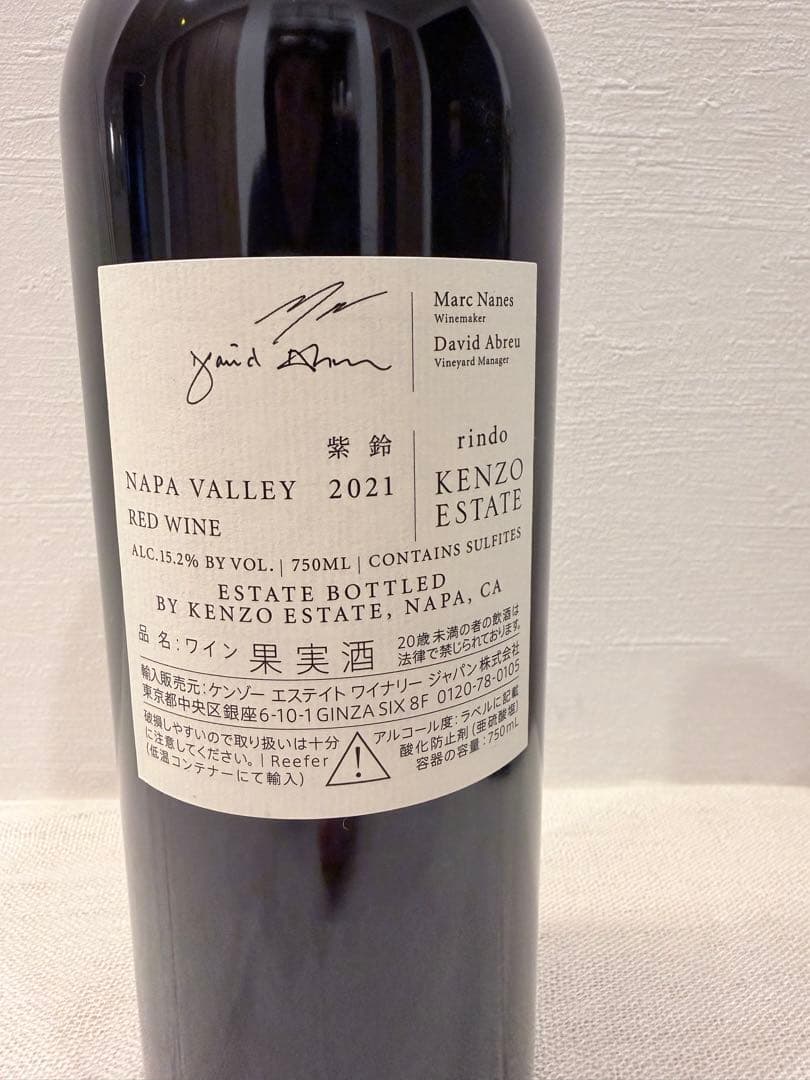 David Abreu
Marc Nanes
Winemaker
David Abreu
Vineyard Manager
紫鈴
rindo
NAPA VALLEY 2021
KENZO
ESTATE
RED WINE
ALC.15.2% BY VOL. | 750ML | CONTAINS SULFITES
ESTATE BOTTLED
BY KENZO ESTATE, NAPA, CA
品名:ワイン 果実酒
20歳未満の者の飲酒は
法律で禁じられております。
輸入販売元:ケンゾー エステイト ワイナリー ジャパン株式会社
東京都中央区銀座6-10-1 GINZA SIX 8F 0120-78-0105
破損しやすいので取り扱いは十分
に注意してください。| Reefer
(低温コンテナーにて輸入)
アルコール度:ラベルに記載
酸化防止剤(亜硫酸塩)
容器の容量:750mL